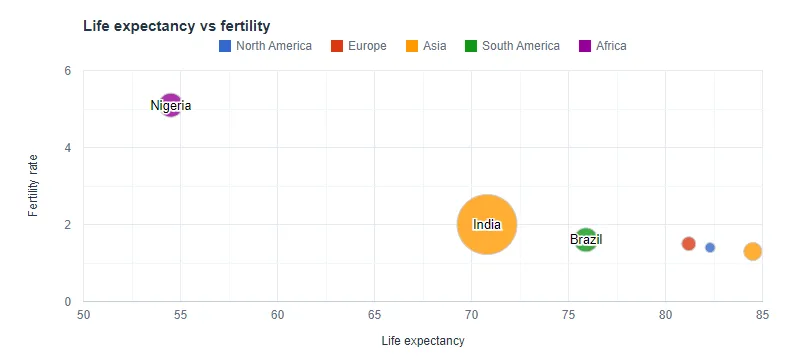 Life expectancy vs fertility
North America Europe Asia South America Africa
Fertility rate
6
Nigeria
4
2
India
Brazil
0
50 55 60 65 70 75 80 85
Life expectancy